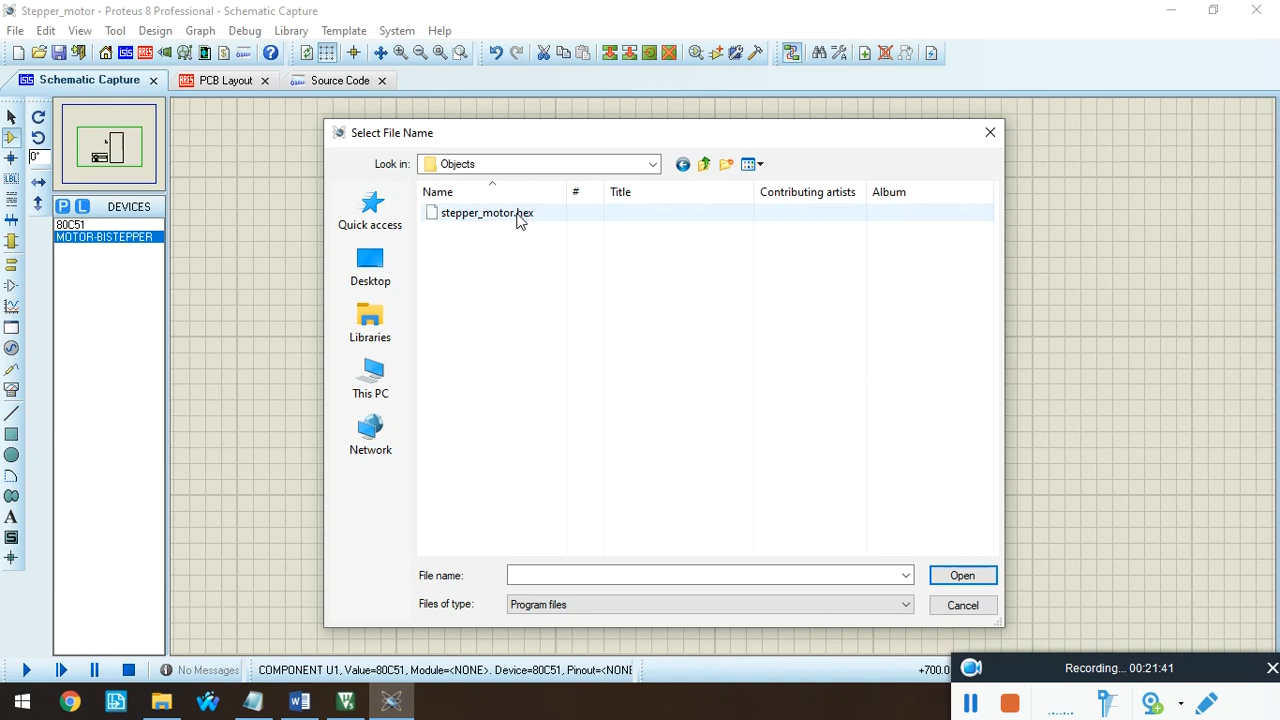 Stepper_motor - Proteus 8 Professional - Schematic Capture
File Edit View Tool Design Graph Debug Library Template System Help
Schematic Capture PCB Layout Source Code
Select File Name
Look in: Objects
Name # Title Contributing artists Album
stepper_motor.hex
0°
LBL
P L DEVICES
80C51
MOTOR-BISTEPPER
Quick access
Desktop
Libraries
This PC
Network
A
File name: Open
Files of type: Program files Cancel
No Messages COMPONENT U1, Value=80C51, Module=<NONE>, Device=80C51, Pinout=<NONE +700.0
Recording... 00:21:41